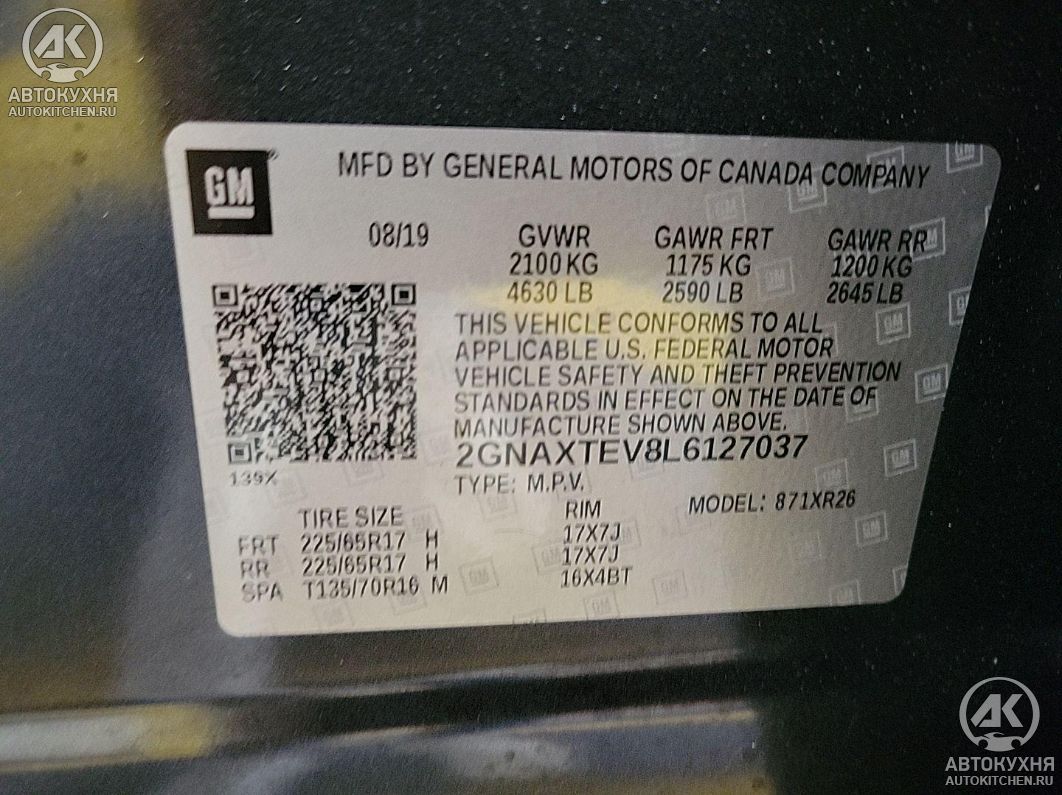 AK
АВТОКУХНЯ
AUTOKITCHEN.RU
GM
MFD BY GENERAL MOTORS OF CANADA COMPANY
08/19 GVWR GAWR FRT GAWR RR
2100 KG 1175 KG 1200 KG
4630 LB 2590 LB 2645 LB
THIS VEHICLE CONFORMS TO ALL
APPLICABLE U.S. FEDERAL MOTOR
VEHICLE SAFETY AND THEFT PREVENTION
STANDARDS IN EFFECT ON THE DATE OF
MANUFACTURE SHOWN ABOVE.
2GNAXTEV8L6127037
139X
TYPE: M.P.V.
MODEL: 871XR26
TIRE SIZE RIM
FRT 225/65R17 H 17X7J
RR 225/65R17 H 17X7J
SPA T135/70R16 M 16X4BT
AK
АВТОКУХНЯ
AUTOKITCHEN.RU